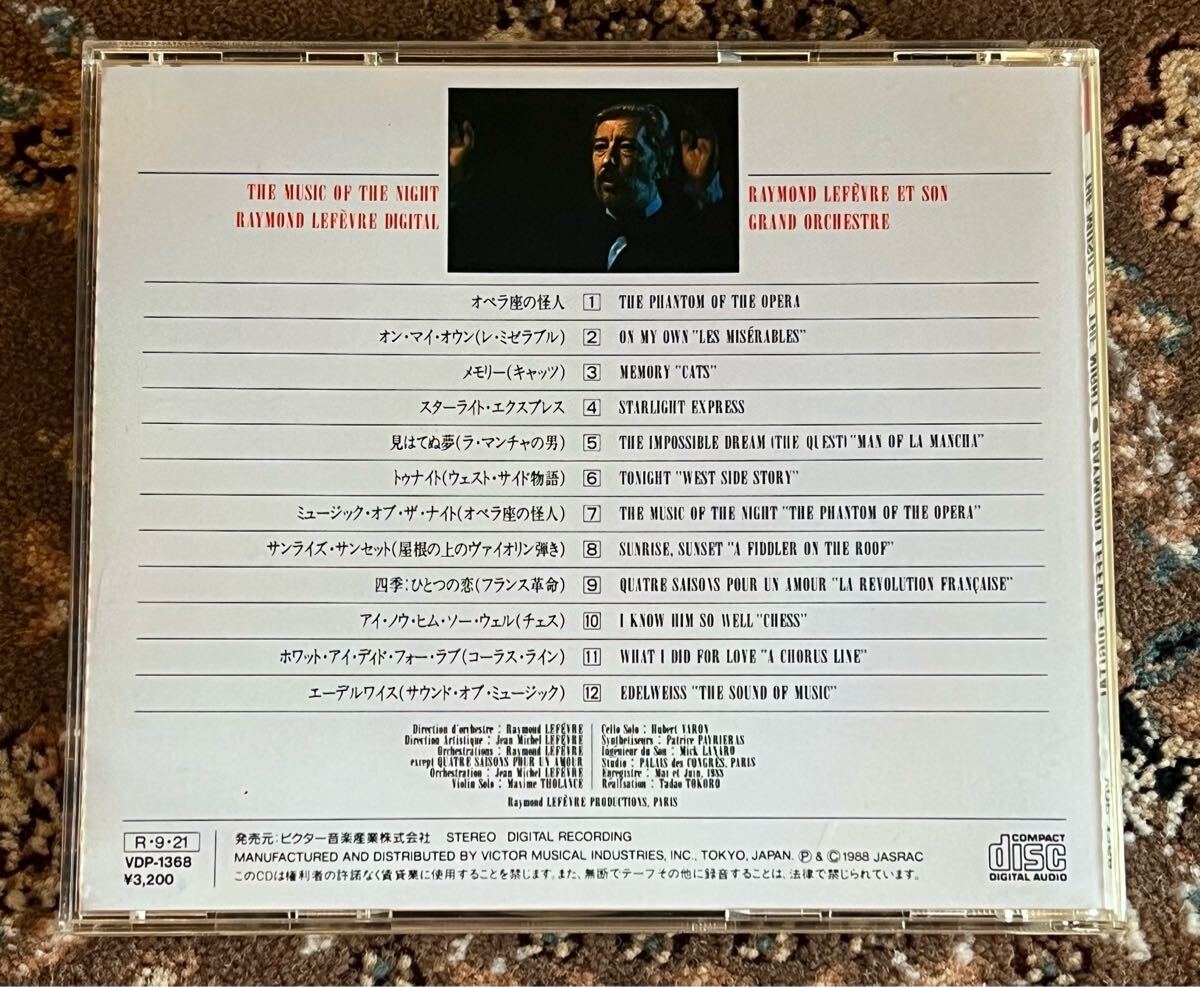 THE MUSIC OF THE NIGHT
RAYMOND LEFÈVRE DIGITAL
RAYMOND LEFÈVRE ET SON
GRAND ORCHESTRE
オペラ座の怪人 1 THE PHANTOM OF THE OPERA
オン・マイ・オウン(レ・ミゼラブル) 2 ON MY OWN "LES MISÉRABLES"
メモリー(キャッツ) 3 MEMORY "CATS"
スターライト・エクスプレス 4 STARLIGHT EXPRESS
見はてぬ夢(ラ・マンチャの男) 5 THE IMPOSSIBLE DREAM (THE QUEST) "MAN OF LA MANCHA"
トゥナイト(ウェスト・サイド物語) 6 TONIGHT "WEST SIDE STORY"
ミュージック・オブ・ザ・ナイト(オペラ座の怪人) 7 THE MUSIC OF THE NIGHT "THE PHANTOM OF THE OPERA"
サンライズ・サンセット(屋根の上のヴァイオリン弾き) 8 SUNRISE, SUNSET "A FIDDLER ON THE ROOF"
四季:ひとつの恋(フランス革命) 9 QUATRE SAISONS POUR UN AMOUR "LA REVOLUTION FRANÇAISE"
アイ・ノウ・ヒム・ソー・ウェル(チェス) 10 I KNOW HIM SO WELL "CHESS"
ホワット・アイ・ディド・フォー・ラブ(コーラス・ライン) 11 WHAT I DID FOR LOVE "A CHORUS LINE"
エーデルワイス(サウンド・オブ・ミュージック) 12 EDELWEISS "THE SOUND OF MUSIC"
Direction d'orchestre : Raymond LEFÈVRE
Direction Artistique : Jean Michel LEFÈVRE
Orchestrations : Raymond LEFÈVRE
except QUATRE SAISONS POUR UN AMOUR
Orchestration : Jean Michel LEFÈVRE
Violin Solo : Maxime THOLANCE
Cello Solo : Hubert VARON
Synthetiseurs : Patrice PEYRIERAS
Ingénieur du Son : Mick LANARO
Studio : PALAIS des CONGRÈS, PARIS
Enregistre : Mai et Juin, 1988
Réalisation : Tadao TOKORO
Raymond LEFÈVRE PRODUCTIONS, PARIS
R・9・21
VDP-1368
¥3,200
発売元:ビクター音楽産業株式会社 STEREO DIGITAL RECORDING
MANUFACTURED AND DISTRIBUTED BY VICTOR MUSICAL INDUSTRIES, INC., TOKYO, JAPAN. Ⓟ & Ⓒ 1988 JASRAC
このCDは権利者の許諾なく賃貸業に使用することを禁じます。また、無断でテープその他に録音することは、法律で禁じられています。
COMPACT
disc
DIGITAL AUDIO
THE MUSIC OF THE NIGHT ● RAYMOND LEFÈVRE DIGITAL